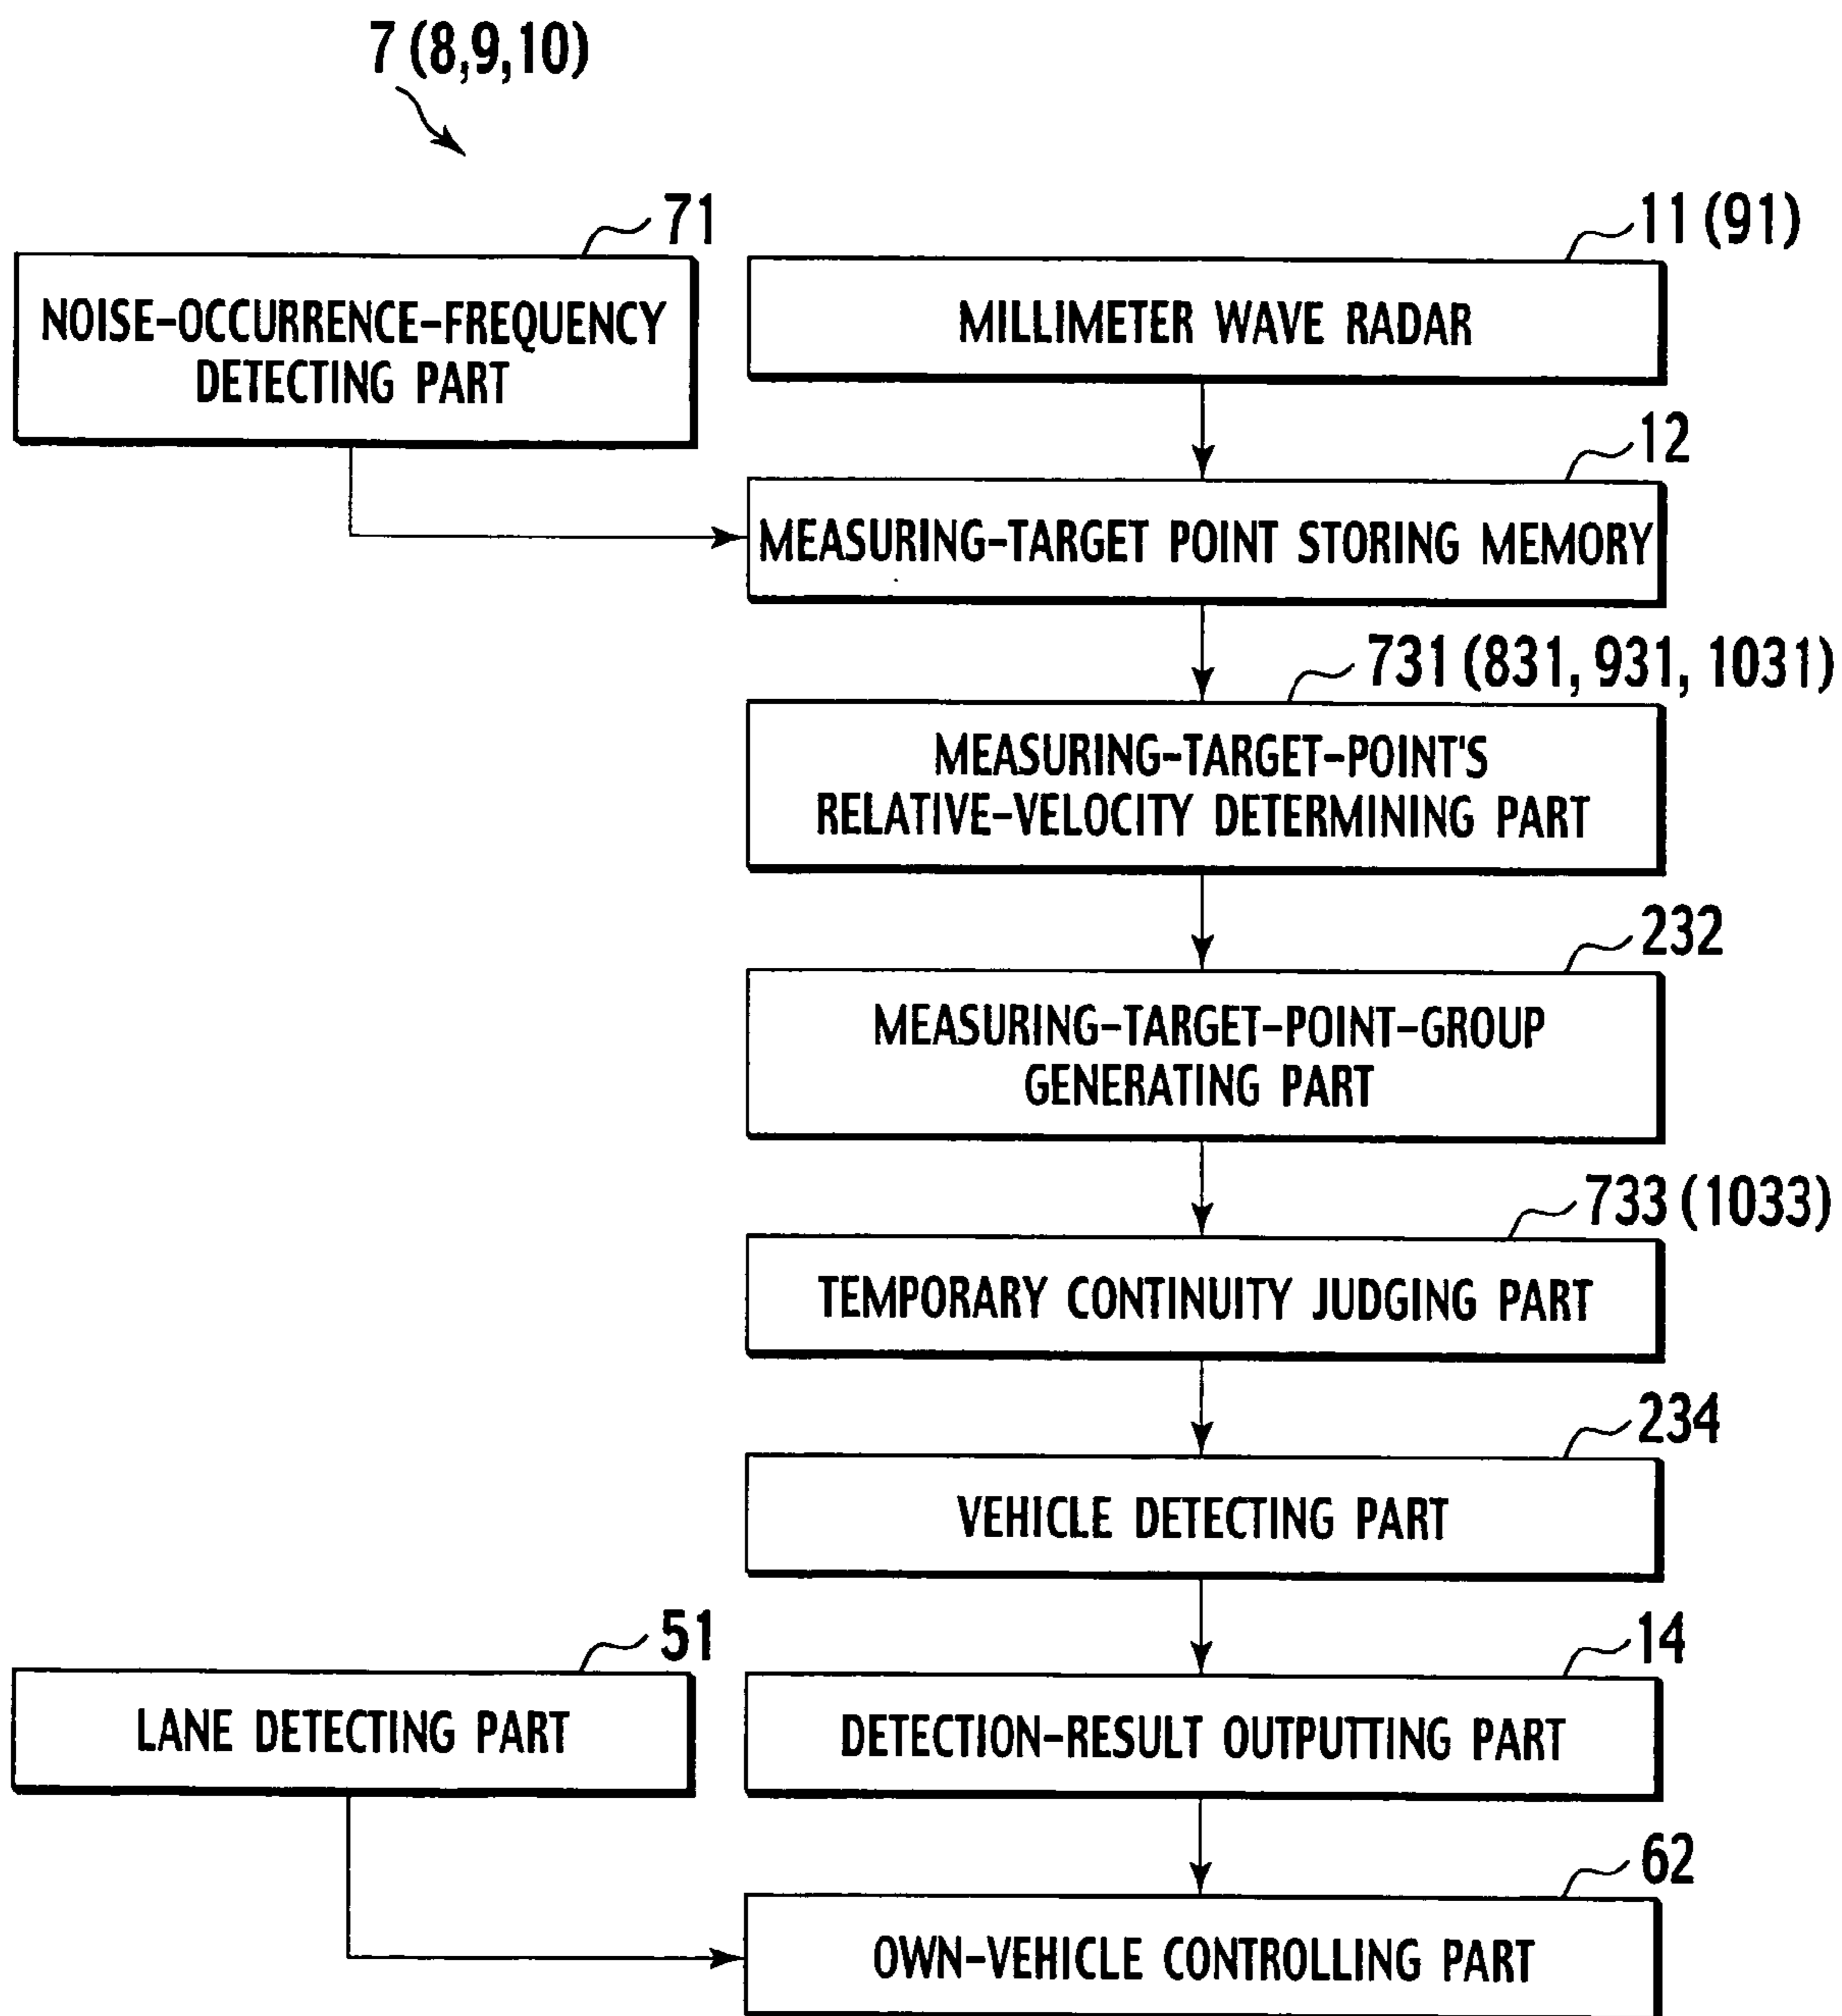 7 (8,9,10)
71
NOISE-OCCURRENCE-FREQUENCY
DETECTING PART
11 (91)
MILLIMETER WAVE RADAR
12
MEASURING-TARGET POINT STORING MEMORY
731 (831, 931, 1031)
MEASURING-TARGET-POINT'S
RELATIVE-VELOCITY DETERMINING PART
232
MEASURING-TARGET-POINT-GROUP
GENERATING PART
733 (1033)
TEMPORARY CONTINUITY JUDGING PART
234
VEHICLE DETECTING PART
51
LANE DETECTING PART
14
DETECTION-RESULT OUTPUTTING PART
62
OWN-VEHICLE CONTROLLING PART